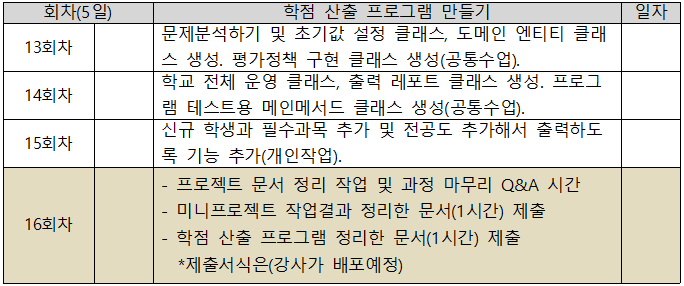 회차(5일) 학점 산출 프로그램 만들기 일자
13회차 문제분석하기 및 초기값 설정 클래스, 도메인 엔티티 클래
스 생성. 평가정책 구현 클래스 생성(공통수업).
14회차 학교 전체 운영 클래스, 출력 레포트 클래스 생성. 프로그
램 테스트용 메인메서드 클래스 생성(공통수업).
15회차 신규 학생과 필수과목 추가 및 전공도 추가해서 출력하도
록 기능 추가(개인작업).
16회차
- 프로젝트 문서 정리 작업 및 과정 마무리 Q&A 시간
- 미니프로젝트 작업결과 정리한 문서(1시간) 제출
- 학점 산출 프로그램 정리한 문서(1시간) 제출
*제출서식은(강사가 배포예정)